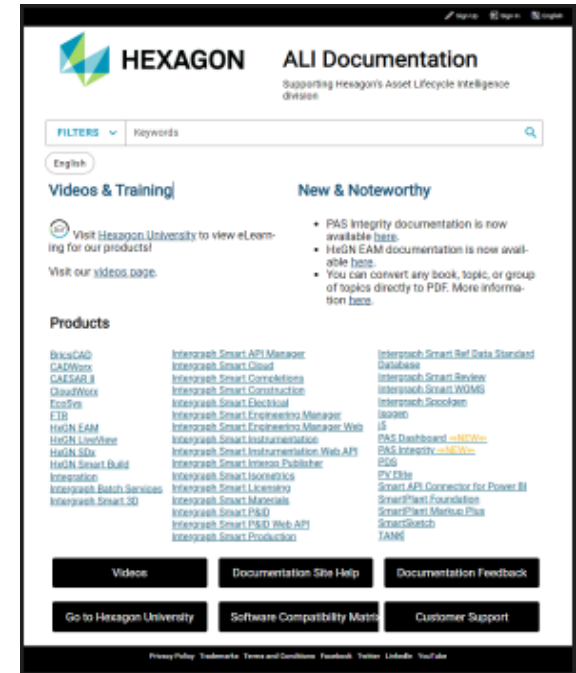 Sign Up Sign In English
HEXAGON
ALI Documentation
Supporting Hexagon's Asset Lifecycle Intelligence
division
FILTERS Keywords
English
Videos & Training
Visit Hexagon University to view eLearn-
ing for our products!
Visit our videos page.
New & Noteworthy
• PAS Integrity documentation is now
available here.
• HxGN EAM documentation is now avail-
able here.
• You can convert any book, topic, or group
of topics directly to PDF. More informa-
tion here.
Products
BricsCAD
CADWorx
CAESAR II
CloudWorx
EcoSys
FTR
HxGN EAM
HxGN LiveView
HxGN SDx
HxGN Smart Build
Integration
Intergraph Batch Services
Intergraph Smart 3D
Intergraph Smart API Manager
Intergraph Smart Cloud
Intergraph Smart Completions
Intergraph Smart Construction
Intergraph Smart Electrical
Intergraph Smart Engineering Manager
Intergraph Smart Engineering Manager Web
Intergraph Smart Instrumentation
Intergraph Smart Instrumentation Web API
Intergraph Smart Interop Publisher
Intergraph Smart Isometrics
Intergraph Smart Licensing
Intergraph Smart Materials
Intergraph Smart P&ID
Intergraph Smart P&ID Web API
Intergraph Smart Production
Intergraph Smart Ref Data Standard
Database
Intergraph Smart Review
Intergraph Smart WOMS
Intergraph Spoolgen
Isogen
j5
PAS Dashboard ⇐NEW⇐
PAS Integrity ⇐NEW⇐
PDS
PV Elite
Smart API Connector for Power BI
SmartPlant Foundation
SmartPlant Markup Plus
SmartSketch
TANK
Videos
Documentation Site Help
Documentation Feedback
Go to Hexagon University
Software Compatibility Matrix
Customer Support
Privacy Policy Trademarks Terms and Conditions Facebook Twitter LinkedIn YouTube